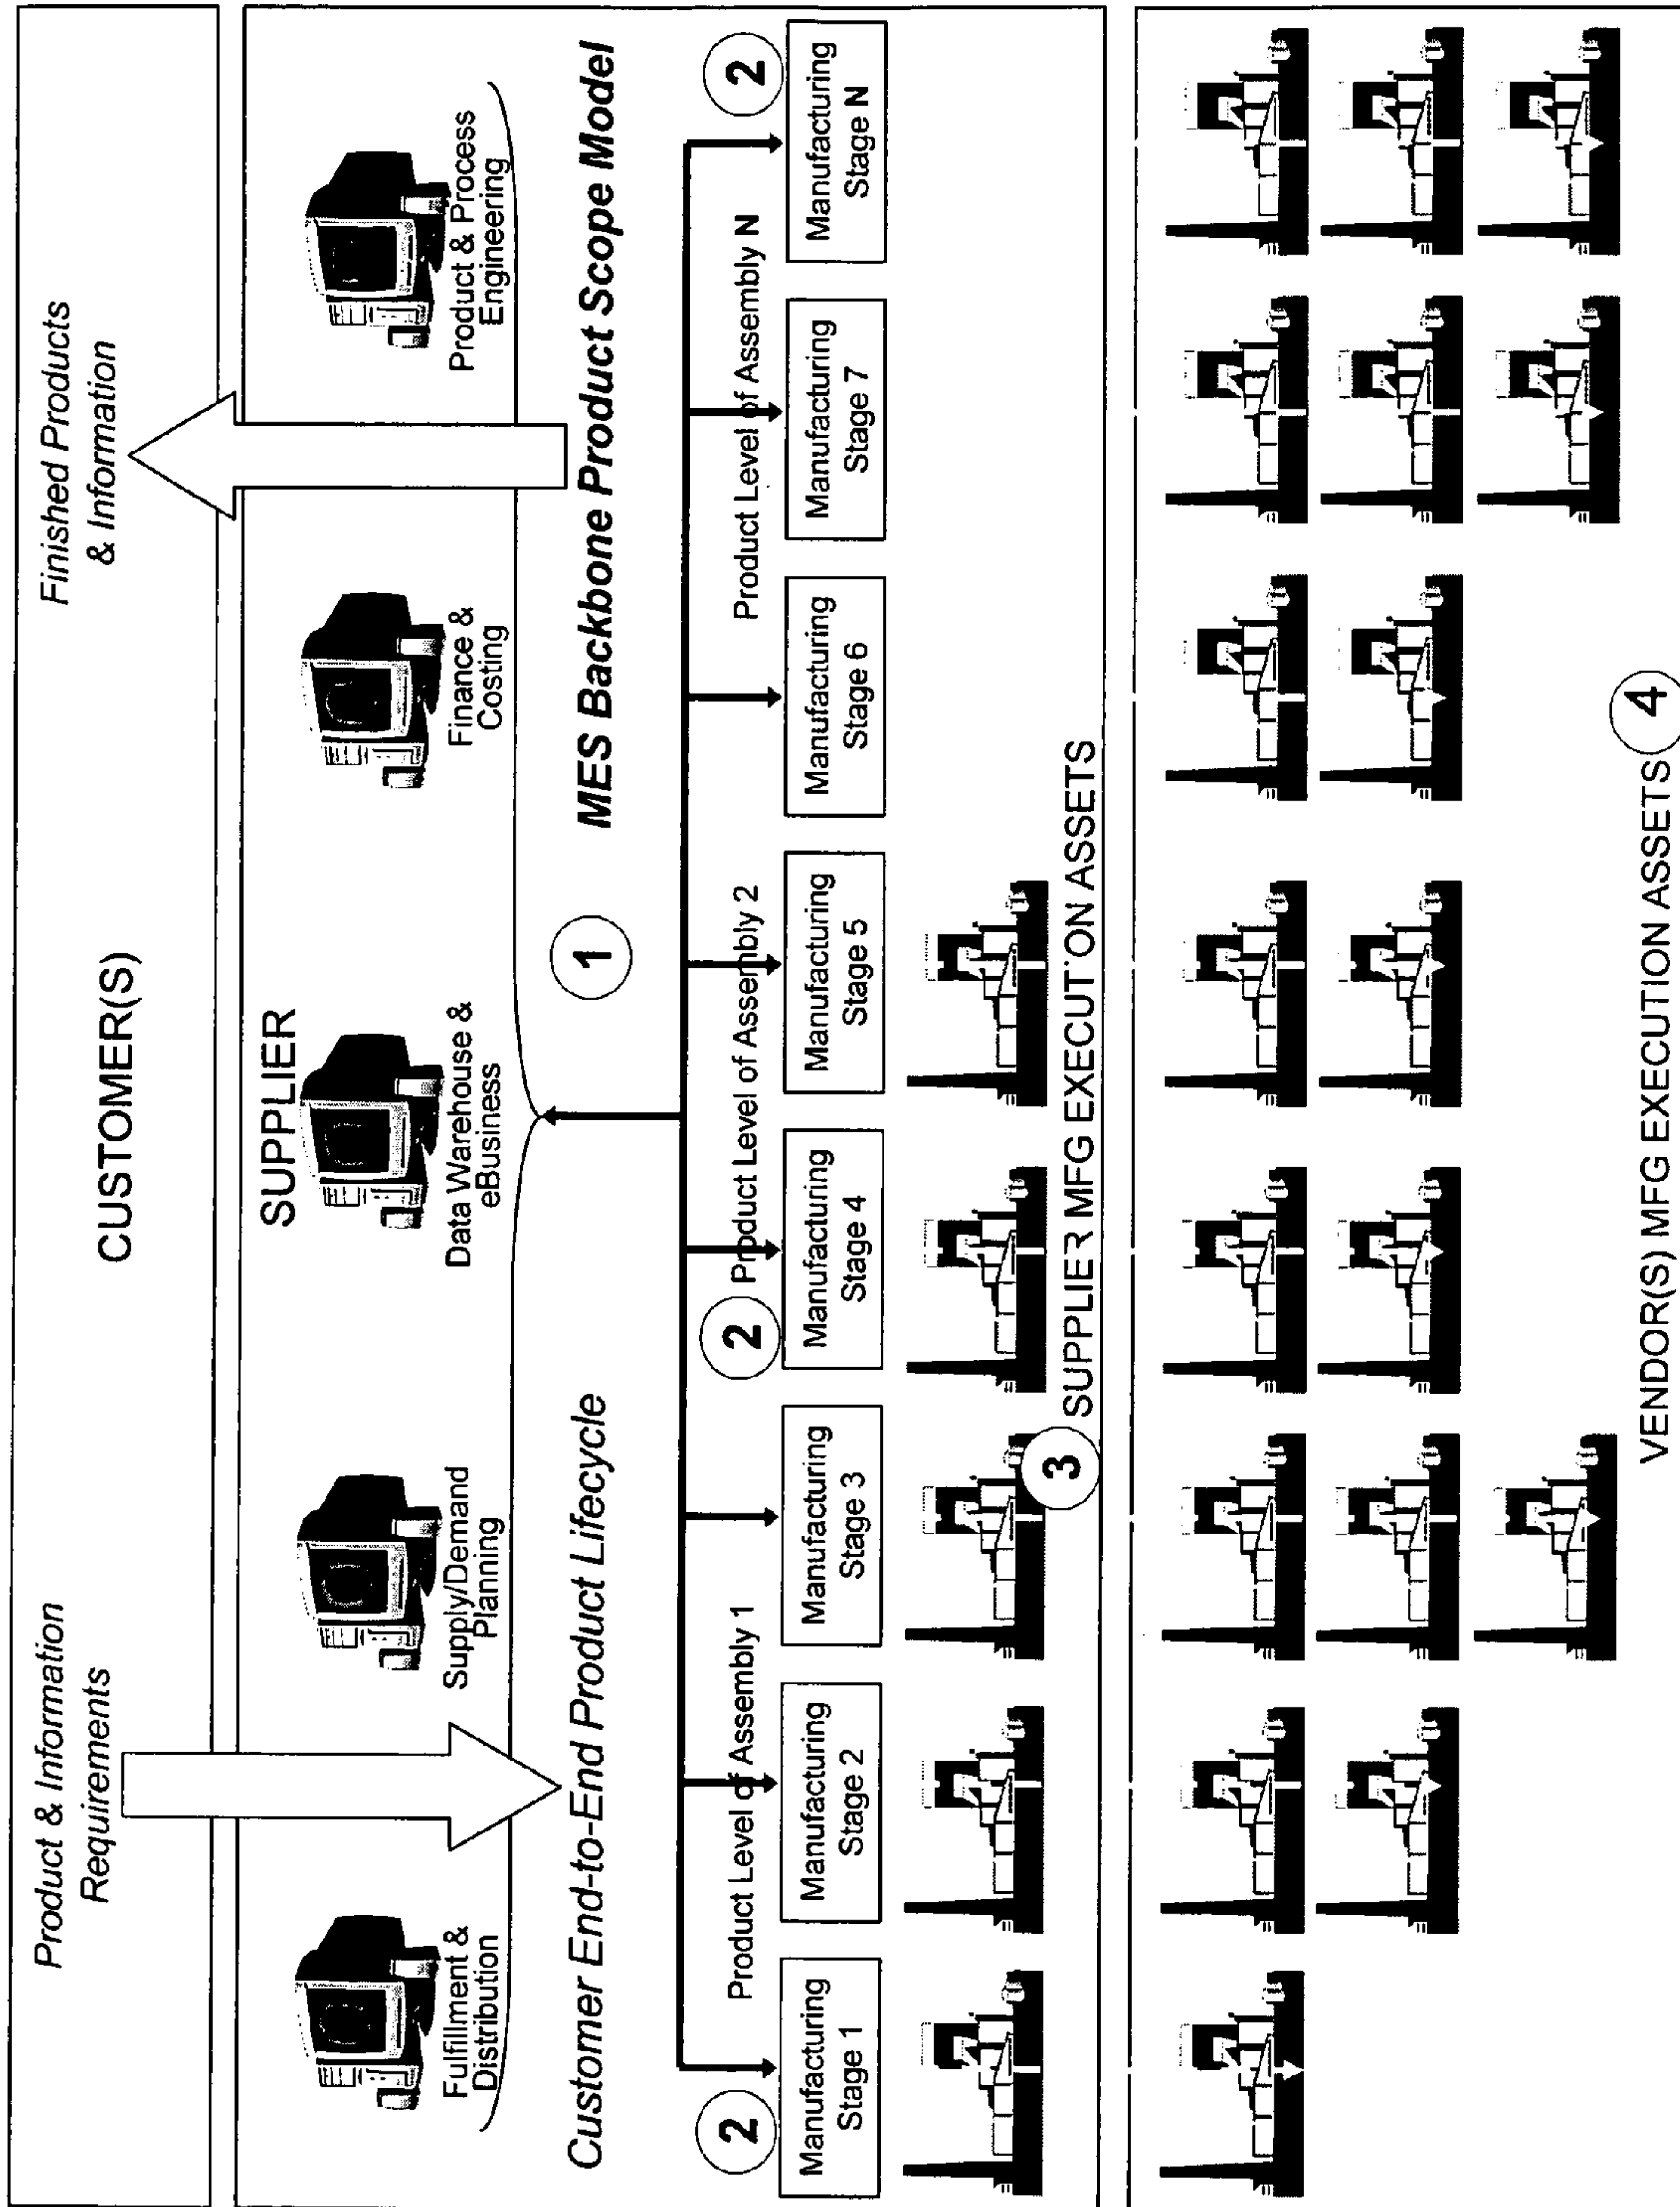 CUSTOMER(S)
Product & Information
Requirements
Finished Products
& Information
SUPPLIER
Fulfillment &
Distribution
Supply/Demand
Planning
Data Warehouse &
eBusiness
Finance &
Costing
Product & Process
Engineering
Customer End-to-End Product Lifecycle
1
MES Backbone Product Scope Model
2
Product Level of Assembly 1
2
Product Level of Assembly 2
Product Level of Assembly N
2
Manufacturing
Stage 1
Manufacturing
Stage 2
Manufacturing
Stage 3
Manufacturing
Stage 4
Manufacturing
Stage 5
Manufacturing
Stage 6
Manufacturing
Stage 7
Manufacturing
Stage N
3
SUPPLIER MFG EXECUTION ASSETS
VENDOR(S) MFG EXECUTION ASSETS
4